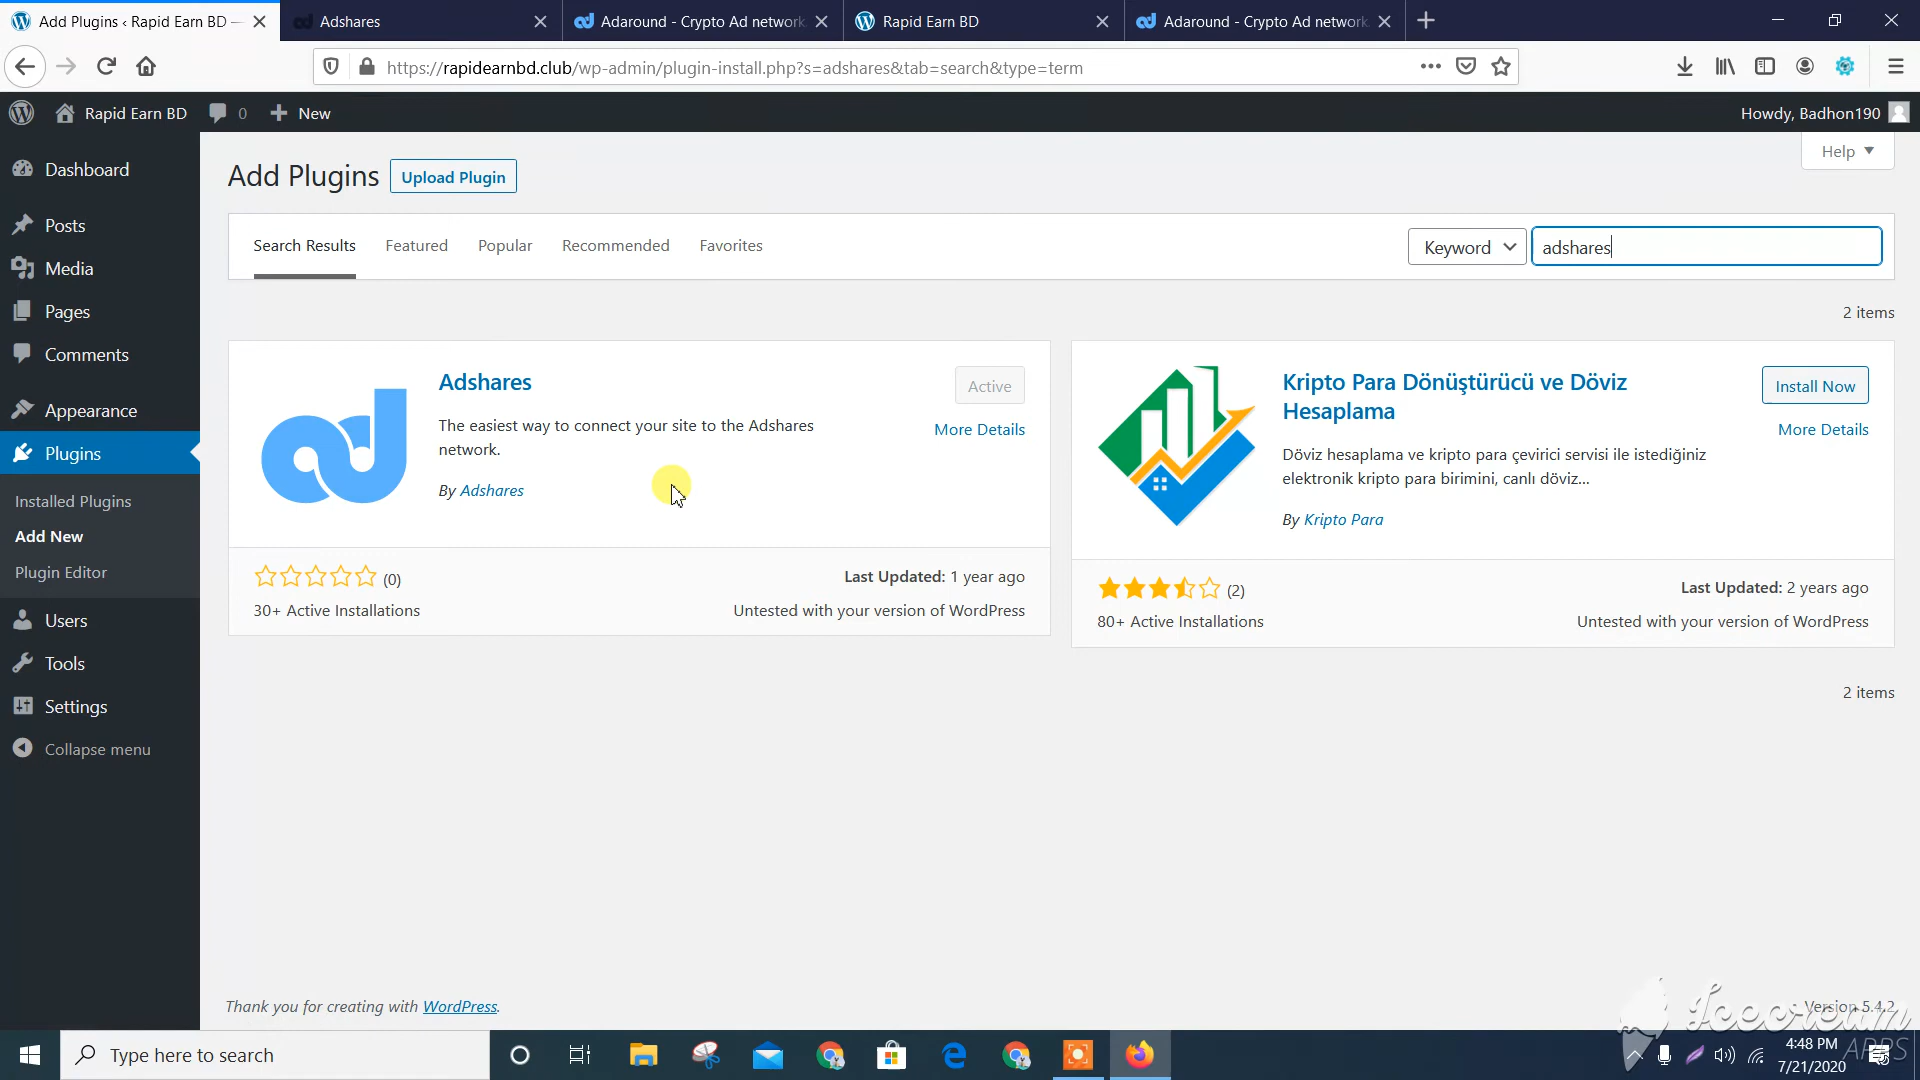 Add Plugins ‹ Rapid Earn BD —
Adshares
Adaround - Crypto Ad network
Rapid Earn BD
Adaround - Crypto Ad network
https://rapidearnbd.club/wp-admin/plugin-install.php?s=adshares&tab=search&type=term
Rapid Earn BD
0
New
Howdy, Badhon190
Help
Dashboard
Posts
Media
Pages
Comments
Appearance
Plugins
Installed Plugins
Add New
Plugin Editor
Users
Tools
Settings
Collapse menu
Add Plugins
Upload Plugin
Search Results
Featured
Popular
Recommended
Favorites
Keyword
adshares
2 items
Adshares
Active
More Details
The easiest way to connect your site to the Adshares
network.
By Adshares
(0)
30+ Active Installations
Last Updated: 1 year ago
Untested with your version of WordPress
Kripto Para Dönüştürücü ve Döviz
Hesaplama
Install Now
More Details
Döviz hesaplama ve kripto para çevirici servisi ile istediğiniz
elektronik kripto para birimini, canlı döviz...
By Kripto Para
(2)
80+ Active Installations
Last Updated: 2 years ago
Untested with your version of WordPress
2 items
Thank you for creating with WordPress.
Version 5.4.2
Icecream
APPS
Type here to search
4:48 PM
7/21/2020